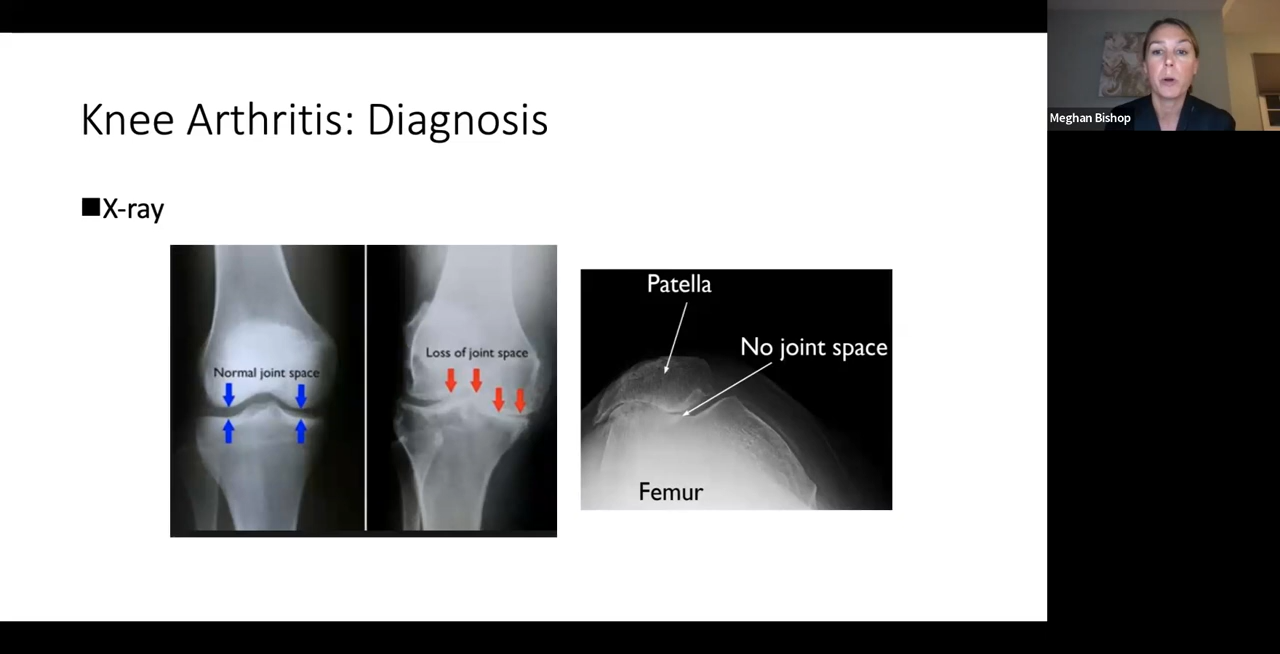 Knee Arthritis: Diagnosis
X-ray
Normal joint space
Loss of joint space
Patella
No joint space
Femur
Meghan Bishop